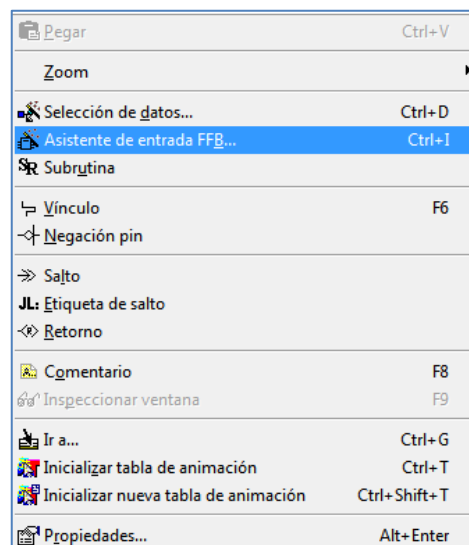 Pegar Ctrl+V
Zoom
Selección de datos... Ctrl+D
Asistente de entrada FFB... Ctrl+I
SR Subrutina
Vínculo F6
Negación pin
Salto
JL: Etiqueta de salto
<R> Retorno
Comentario F8
Inspeccionar ventana F9
Ir a... Ctrl+G
Inicializar tabla de animación Ctrl+T
Inicializar nueva tabla de animación Ctrl+Shift+T
Propiedades... Alt+Enter